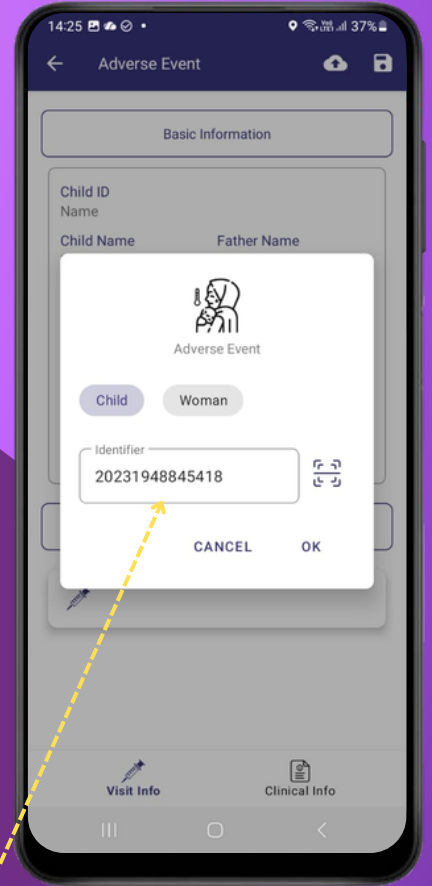 14:25
37%
Adverse Event
Basic Information
Child ID
Name
Child Name Father Name
Adverse Event
Child Woman
Identifier
20231948845418
CANCEL OK
Visit Info Clinical Info